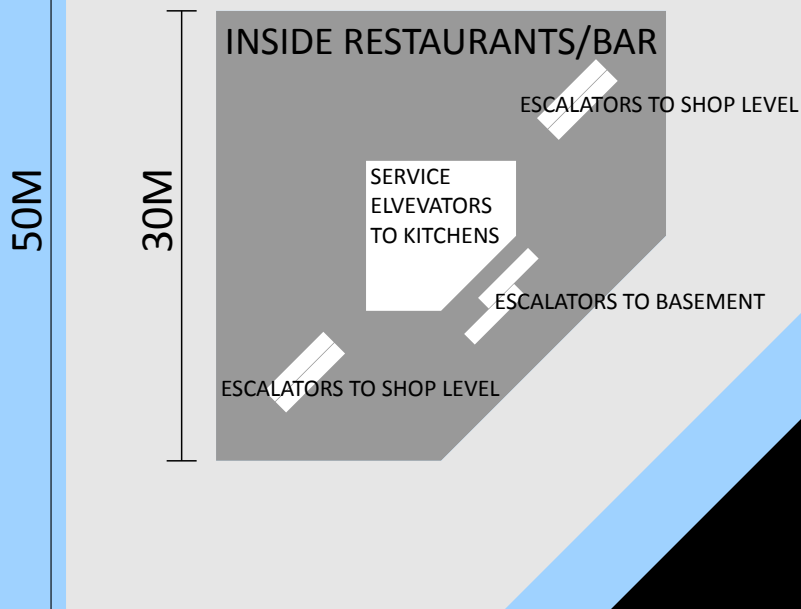 INSIDE RESTAURANTS/BAR
ESCALATORS TO SHOP LEVEL
50M
30M
SERVICE
ELVEVATORS
TO KITCHENS
ESCALATORS TO BASEMENT
ESCALATORS TO SHOP LEVEL